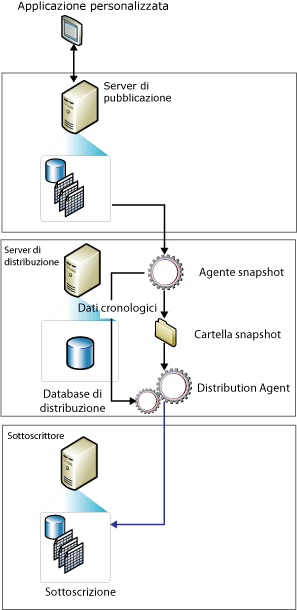 Applicazione personalizzata
Server di
pubblicazione
Server di
distribuzione
Agente snapshot
Dati cronologici
Cartella snapshot
Database di
distribuzione
Distribution Agent
Sottoscrittore
Sottoscrizione